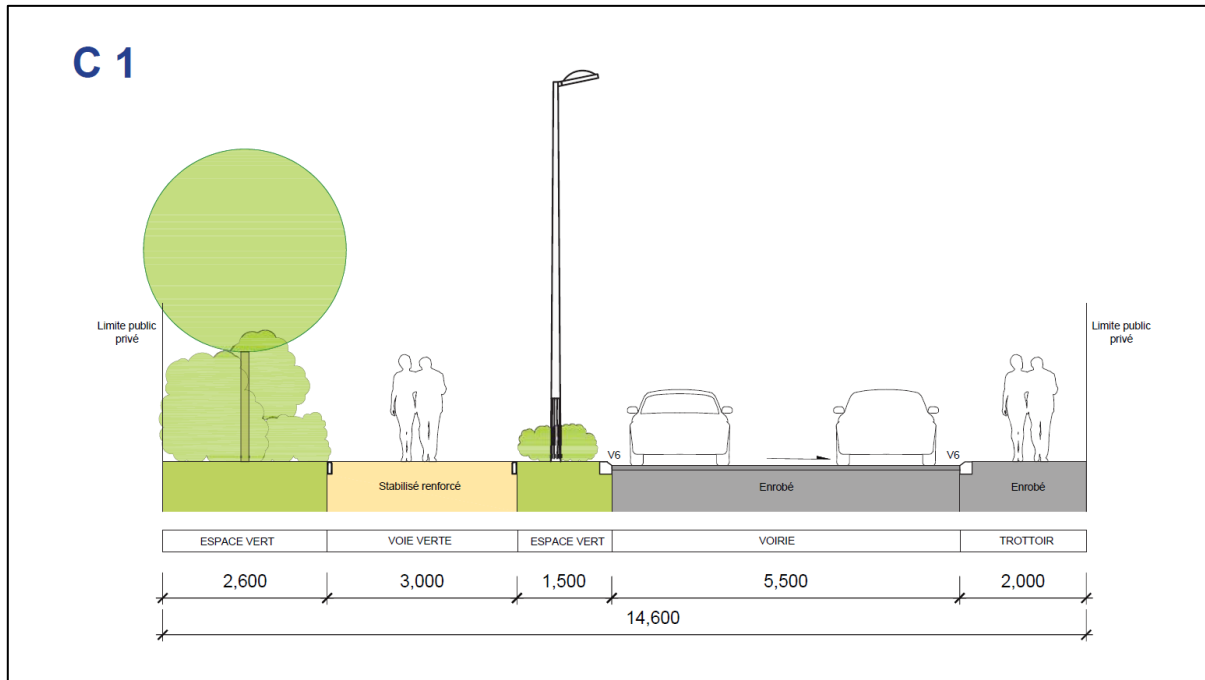 C 1
Limite public
privé
Limite public
privé
V6
V6
Stabilisé renforcé
Enrobé
Enrobé
ESPACE VERT
VOIE VERTE
ESPACE VERT
VOIRIE
TROTTOIR
2,600
3,000
1,500
5,500
2,000
14,600